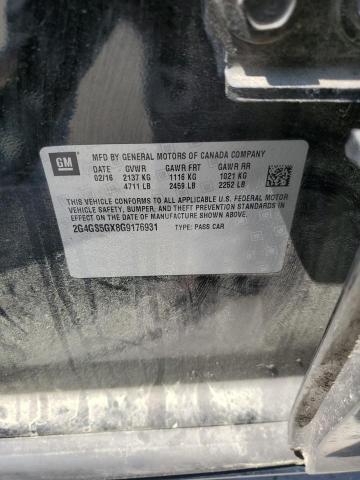 GM
MFD BY GENERAL MOTORS OF CANADA COMPANY
DATE GVWR GAWR FRT GAWR RR
02/16 2137 KG 1116 KG 1021 KG
4711 LB 2459 LB 2252 LB
THIS VEHICLE CONFORMS TO ALL APPLICABLE U.S. FEDERAL MOTOR
VEHICLE SAFETY, BUMPER, AND THEFT PREVENTION STANDARDS IN
EFFECT ON THE DATE OF MANUFACTURE SHOWN ABOVE.
2G4GS5GX8G9176931 TYPE: PASS CAR